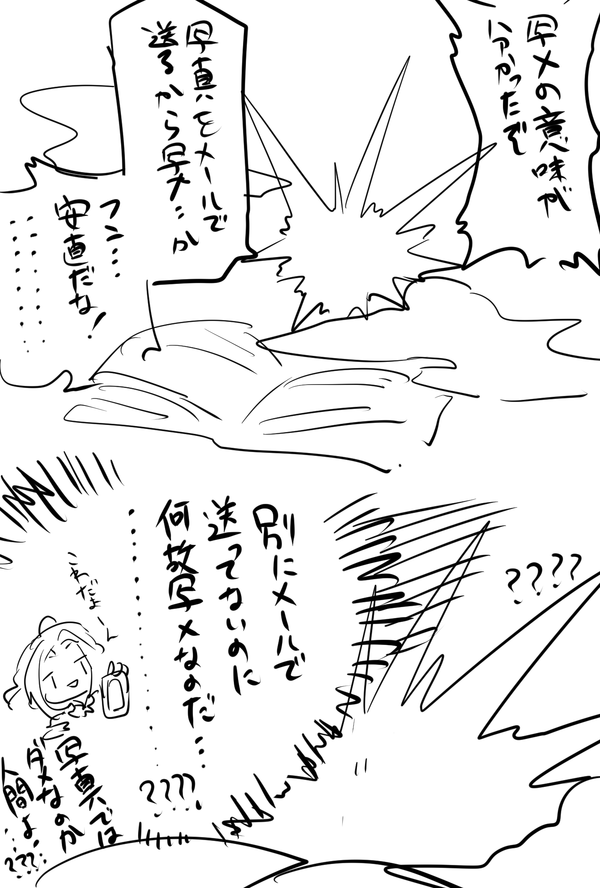 写メの意味が
ハァかったぞ
写真をメールで
送るから写メ…か
フン…
安直だな!
………
別にメールで
送ってないのに
何故写メなのだ…
………
????
????
これだよーん
写真では
ダメなのか
人間よ…
???